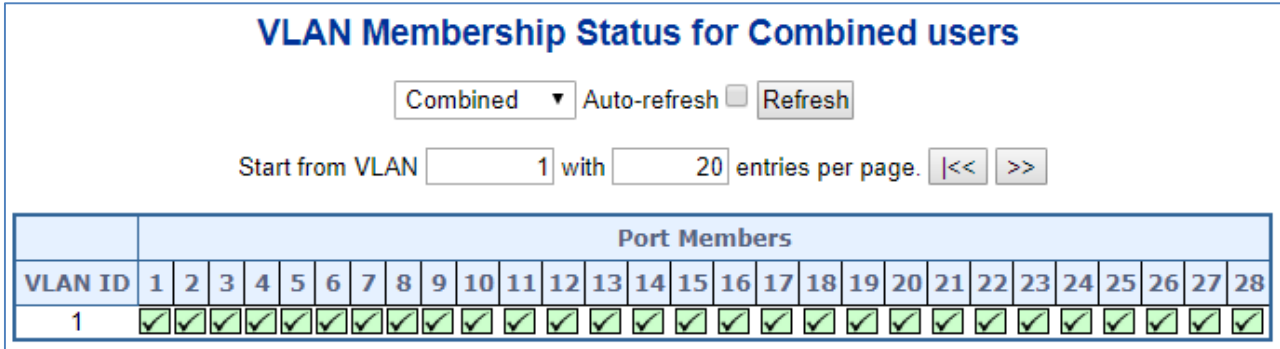 VLAN Membership Status for Combined users
Combined ▼ Auto-refresh Refresh
Start from VLAN 1 with 20 entries per page. |<< >>
Port Members
VLAN ID 1 2 3 4 5 6 7 8 9 10 11 12 13 14 15 16 17 18 19 20 21 22 23 24 25 26 27 28
1 ✓ ✓ ✓ ✓ ✓ ✓ ✓ ✓ ✓ ✓ ✓ ✓ ✓ ✓ ✓ ✓ ✓ ✓ ✓ ✓ ✓ ✓ ✓ ✓ ✓ ✓ ✓ ✓